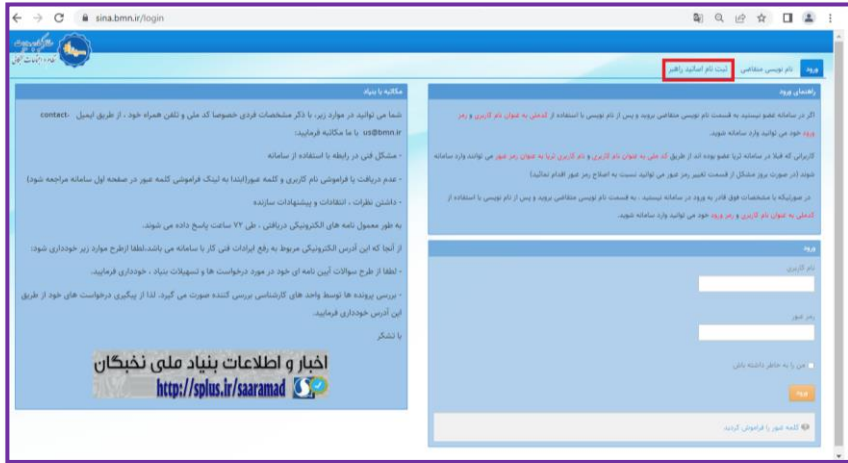 sina.bmn.ir/login
ورود
نام نویسی متقاضی
ثبت نام اساتید راهبر
راهنمای ورود
اگر در سامانه عضو نیستید به قسمت نام نویسی متقاضی بروید و پس از نام نویسی با استفاده از کدملی به عنوان نام کاربری و رمز
ورود خود می توانید وارد سامانه شوید.
کاربرانی که قبلا در سامانه ثریا عضو بوده اند از طریق کد ملی به عنوان نام کاربری و نام کاربری ثریا به عنوان رمز عبور می توانند وارد سامانه
شوند (در صورت بروز مشکل از قسمت تغییر رمز عبور می توانید نسبت به اصلاح رمز عبور اقدام نمائید)
در صورتیکه با مشخصات فوق قادر به ورود در سامانه نیستید ، به قسمت نام نویسی متقاضی بروید و پس از نام نویسی با استفاده از
کدملی به عنوان نام کاربری و رمز ورود خود می توانید وارد سامانه شوید.
ورود
نام کاربری
رمز عبور
من را به خاطر داشته باش
ورود
کلمه عبور را فراموش کردید.
مکاتبه با بنیاد
شما می توانید در موارد زیر، با ذکر مشخصات فردی خصوصا کد ملی و تلفن همراه خود ، از طریق ایمیل contact-
us@bmn.ir با ما مکاتبه فرمایید:
- مشکل فنی در رابطه با استفاده از سامانه
- عدم دریافت یا فراموشی نام کاربری و کلمه عبور(ابتدا به لینک فراموشی کلمه عبور در صفحه اول سامانه مراجعه شود)
- داشتن نظرات ، انتقادات و پیشنهادات سازنده
به طور معمول نامه های الکترونیکی دریافتی ، طی ۷۲ ساعت پاسخ داده می شوند.
از آنجا که این آدرس الکترونیکی مربوط به رفع ایرادات فنی کار با سامانه می باشد،لطفا ازطرح موارد زیر خودداری شود:
- لطفا از طرح سوالات آیین نامه ای خود در مورد درخواست ها و تسهیلات بنیاد ، خودداری فرمایید.
- بررسی پرونده ها توسط واحد های کارشناسی بررسی کننده صورت می گیرد. لذا از پیگیری درخواست های خود از طریق
این آدرس خودداری فرمایید.
با تشکر
اخبار و اطلاعات بنیاد ملی نخبگان
http://splus.ir/saaramad